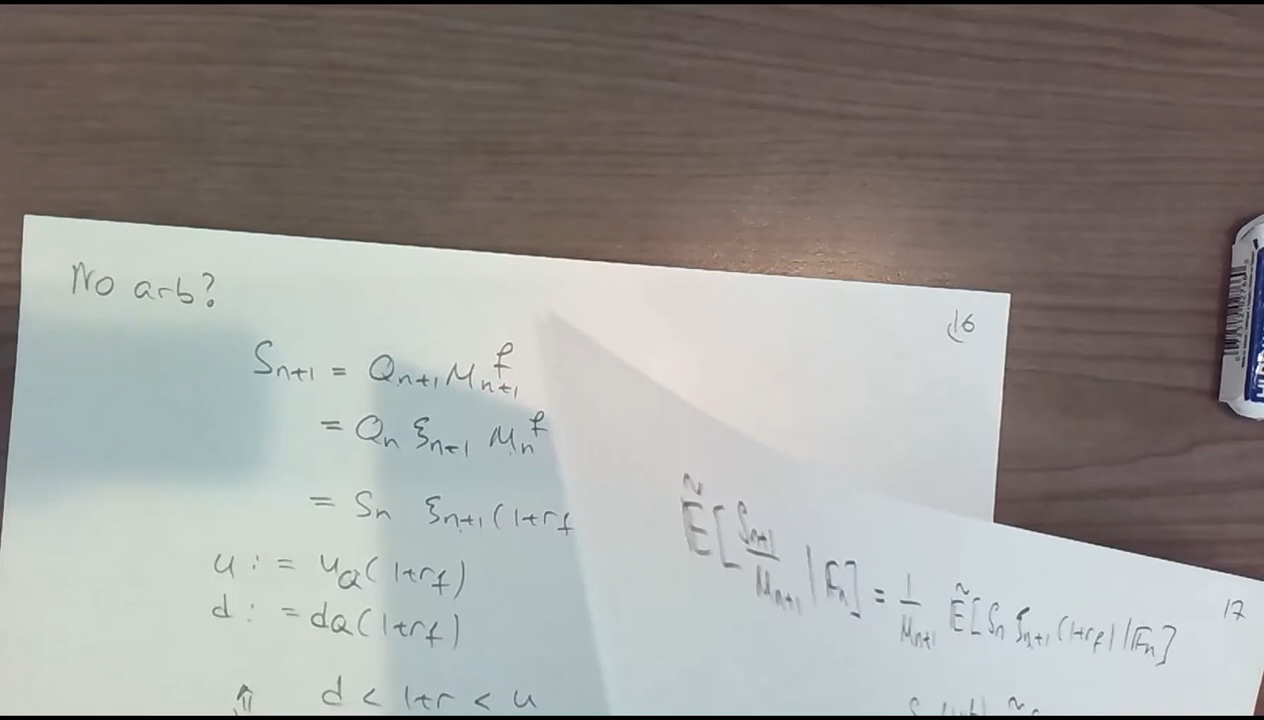 No arb?
16
S_{n+1} = Q_{n+1} M_{n+1}^f
= Q_n ξ_{n+1} M_n^f
= S_n ξ_{n+1} (1+r_f
u := u_Q(1+r_f)
d := d_Q(1+r_f)
⇑ d < 1+r < u
17
Ẽ[S_{n+1}/M_{n+1} | F_n] = 1/M_{n+1} Ẽ[S_n ξ_{n+1} (1+r_f) | F_n]